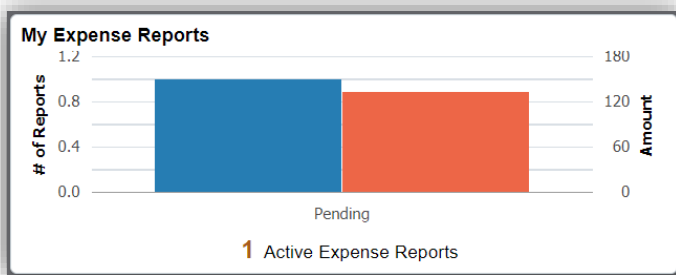 My Expense Reports
1.2
0.8
0.4
0.0
# of Reports
180
120
60
0
Amount
Pending
1 Active Expense Reports